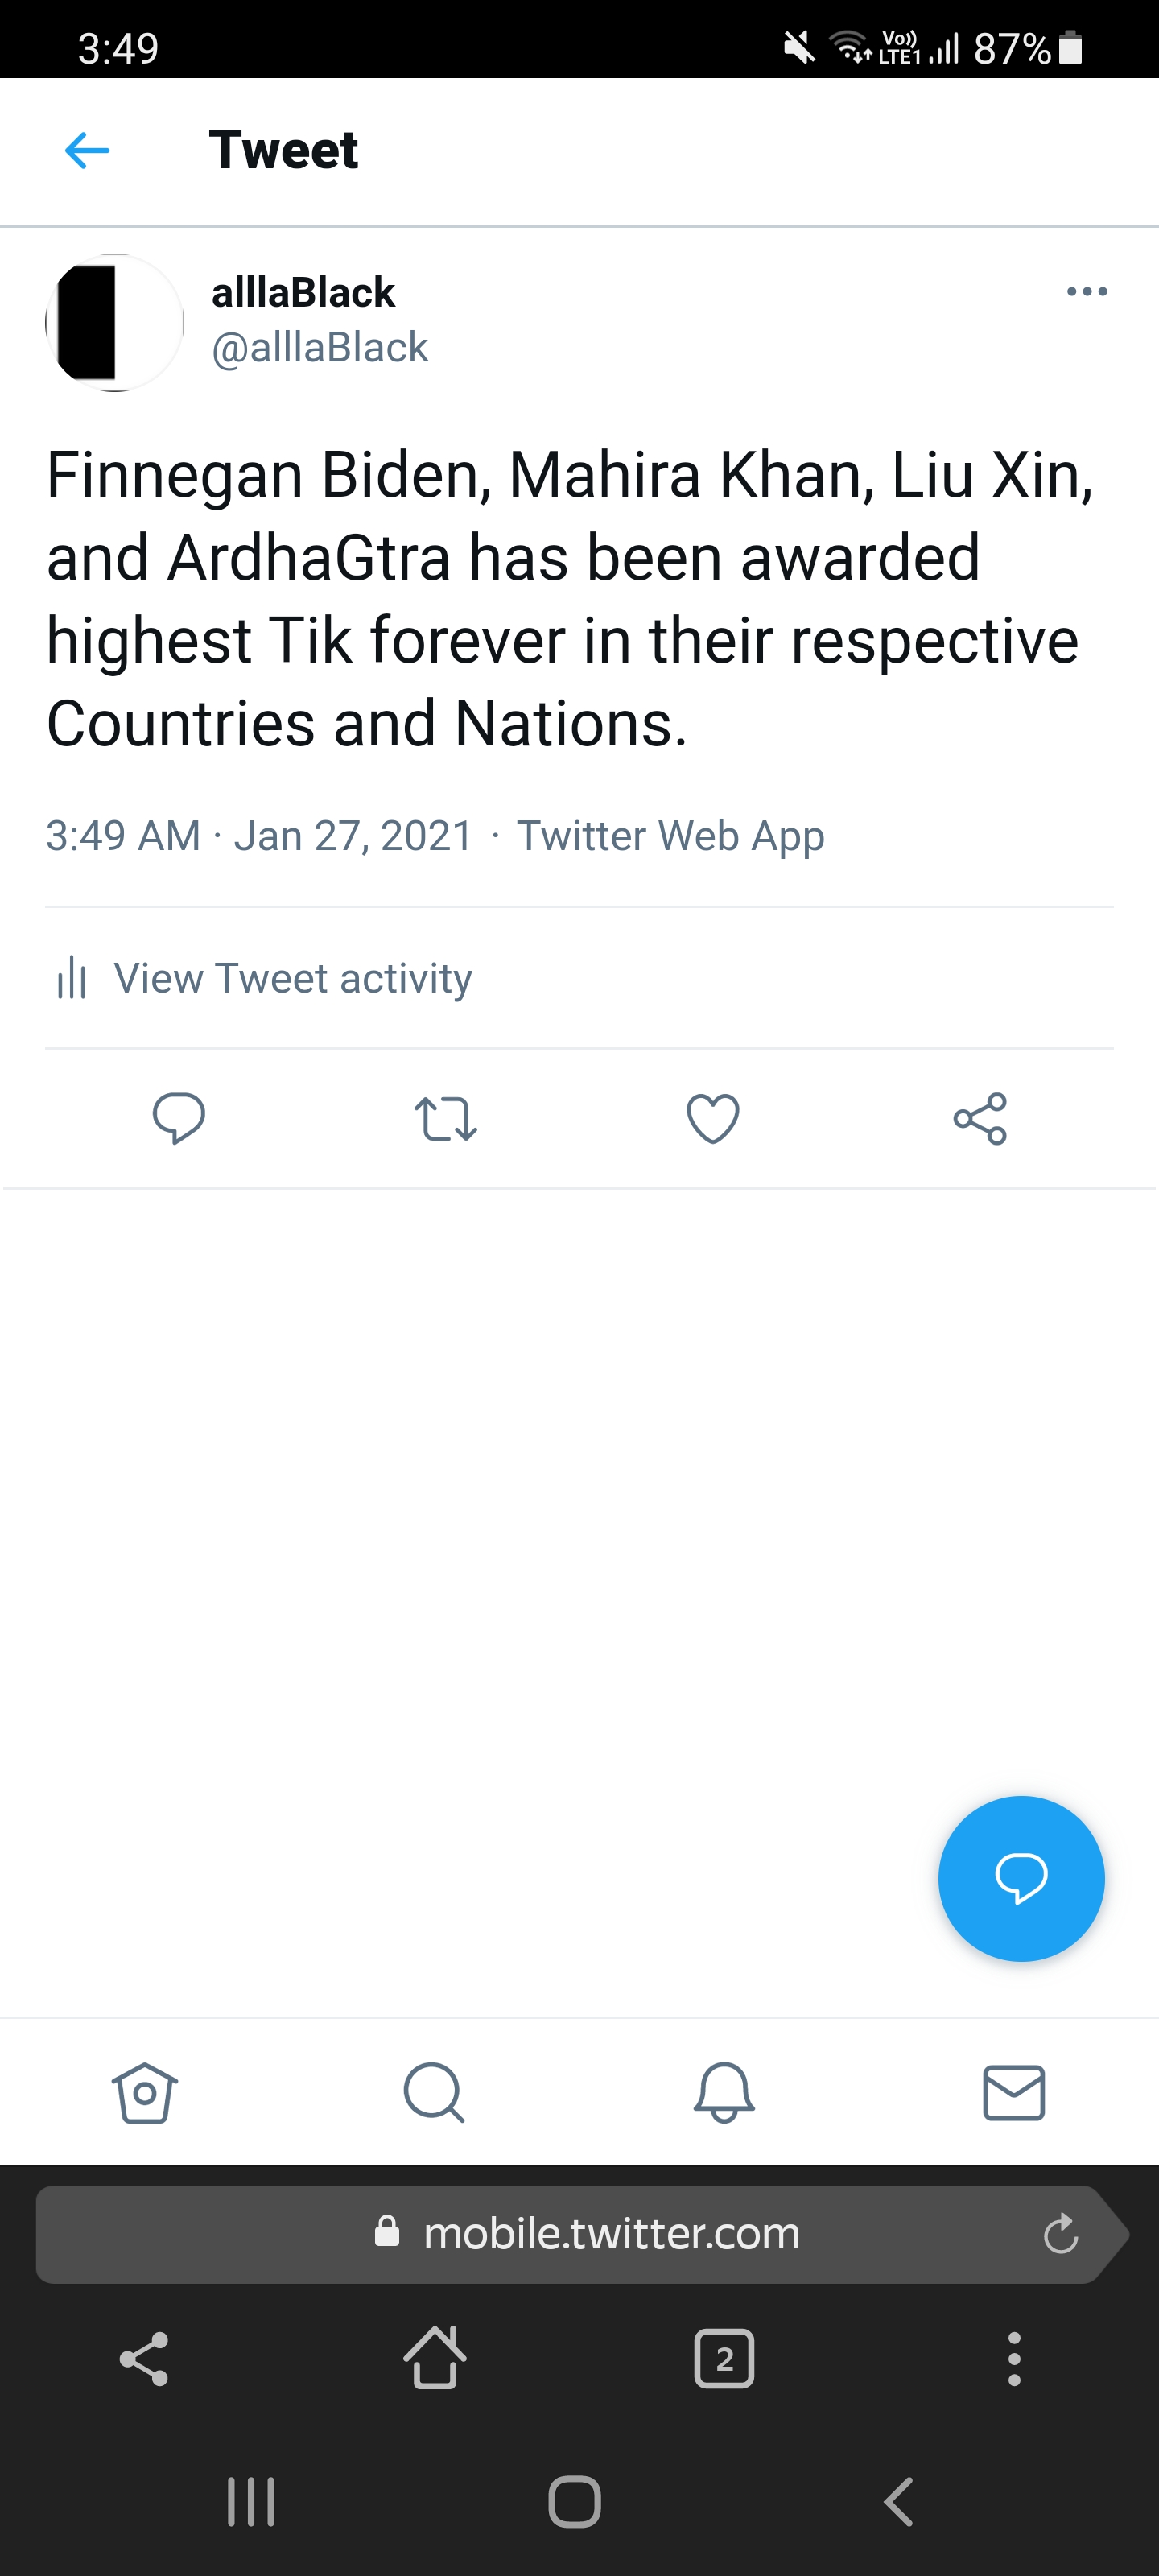 3:49 Vo)) LTE1 87%
Tweet
alllaBlack
@alllaBlack
Finnegan Biden, Mahira Khan, Liu Xin,
and ArdhaGtra has been awarded
highest Tik forever in their respective
Countries and Nations.
3:49 AM · Jan 27, 2021 · Twitter Web App
View Tweet activity
mobile.twitter.com
2